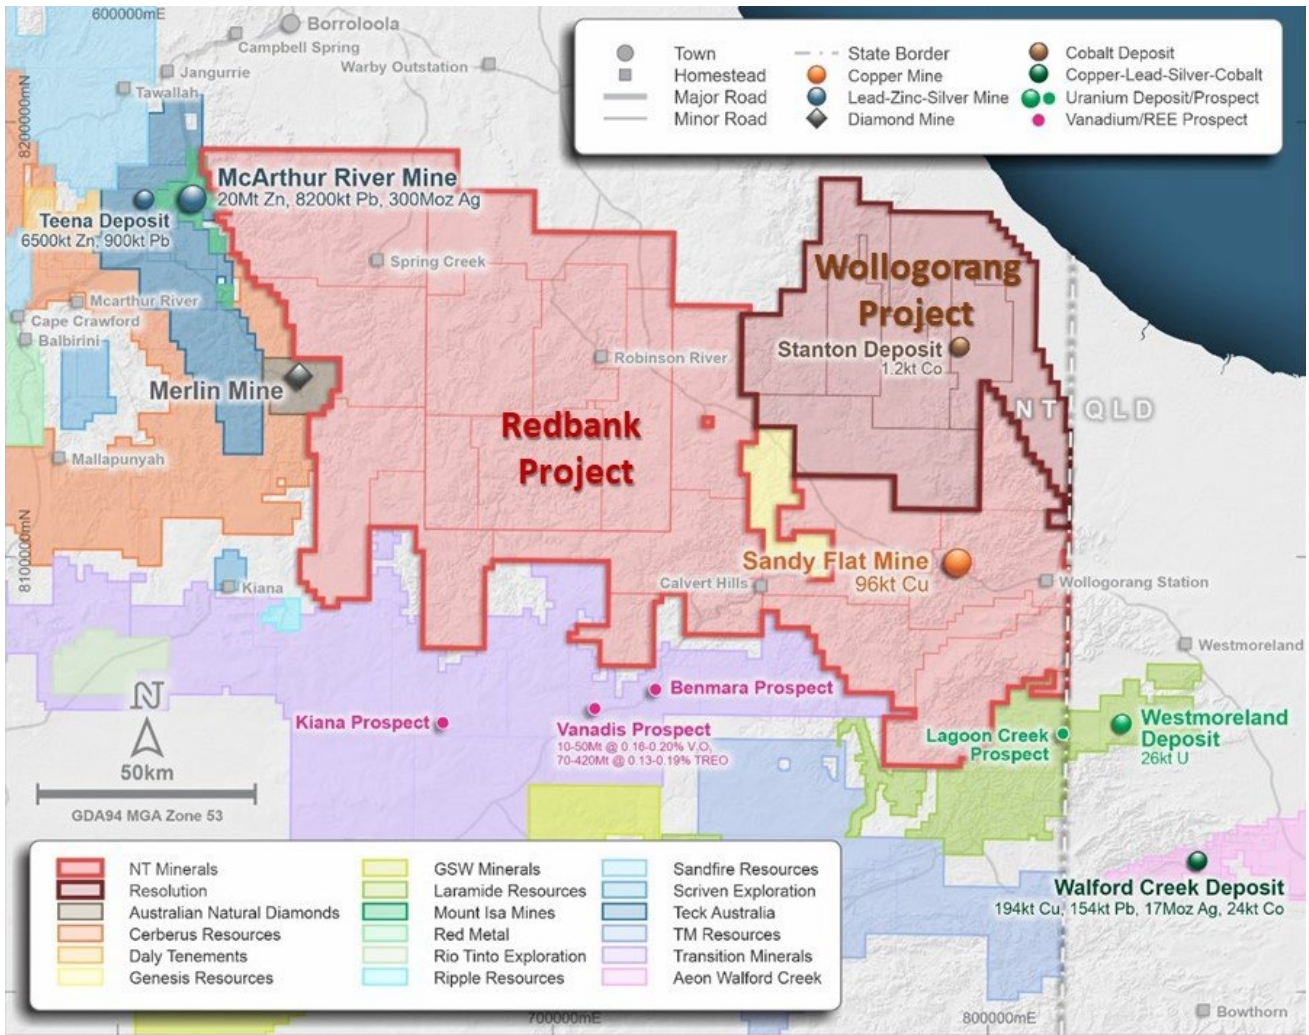 600000mE
Borroloola
Campbell Spring
Warby Outstation
Jangurrie
Tawallah
8200000mN
Town
Homestead
Major Road
Minor Road
State Border
Copper Mine
Lead-Zinc-Silver Mine
Diamond Mine
Cobalt Deposit
Copper-Lead-Silver-Cobalt
Uranium Deposit/Prospect
Vanadium/REE Prospect
McArthur River Mine
20Mt Zn, 8200kt Pb, 300Moz Ag
Teena Deposit
6500kt Zn, 900kt Pb
Spring Creek
Wollogorang
Project
Mcarthur River
Cape Crawford
Balbirini
Stanton Deposit
1.2kt Co
Robinson River
Merlin Mine
NT
QLD
Redbank
Project
Mallapunyah
8100000mN
Sandy Flat Mine
96kt Cu
Kiana
Calvert Hills
Wollogorang Station
Westmoreland
Benmara Prospect
Kiana Prospect
Vanadis Prospect
10-50Mt @ 0.16-0.20% V.O,
70-420Mt @ 0.13-0.19% TREO
Lagoon Creek
Prospect
Westmoreland
Deposit
26kt U
N
50km
GDA94 MGA Zone 53
Walford Creek Deposit
194kt Cu, 154kt Pb, 17Moz Ag, 24kt Co
NT Minerals
Resolution
Australian Natural Diamonds
Cerberus Resources
Daly Tenements
Genesis Resources
GSW Minerals
Laramide Resources
Mount Isa Mines
Red Metal
Rio Tinto Exploration
Ripple Resources
Sandfire Resources
Scriven Exploration
Teck Australia
TM Resources
Transition Minerals
Aeon Walford Creek
700000mE
800000mE
Bowthorn